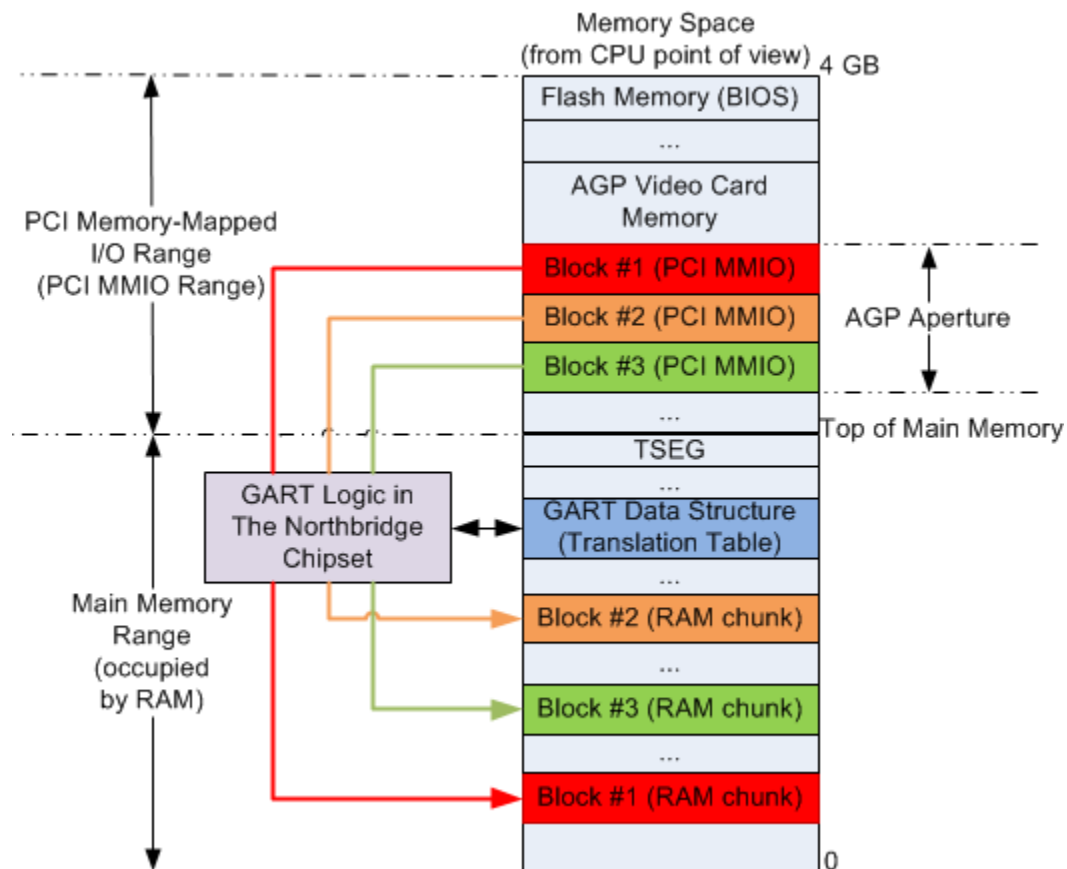 Memory Space
(from CPU point of view)
4 GB
Flash Memory (BIOS)
...
AGP Video Card
Memory
PCI Memory-Mapped
I/O Range
(PCI MMIO Range)
Block #1 (PCI MMIO)
Block #2 (PCI MMIO)
Block #3 (PCI MMIO)
AGP Aperture
...
Top of Main Memory
TSEG
...
GART Logic in
The Northbridge
Chipset
GART Data Structure
(Translation Table)
...
Main Memory
Range
(occupied
by RAM)
Block #2 (RAM chunk)
...
Block #3 (RAM chunk)
...
Block #1 (RAM chunk)
0